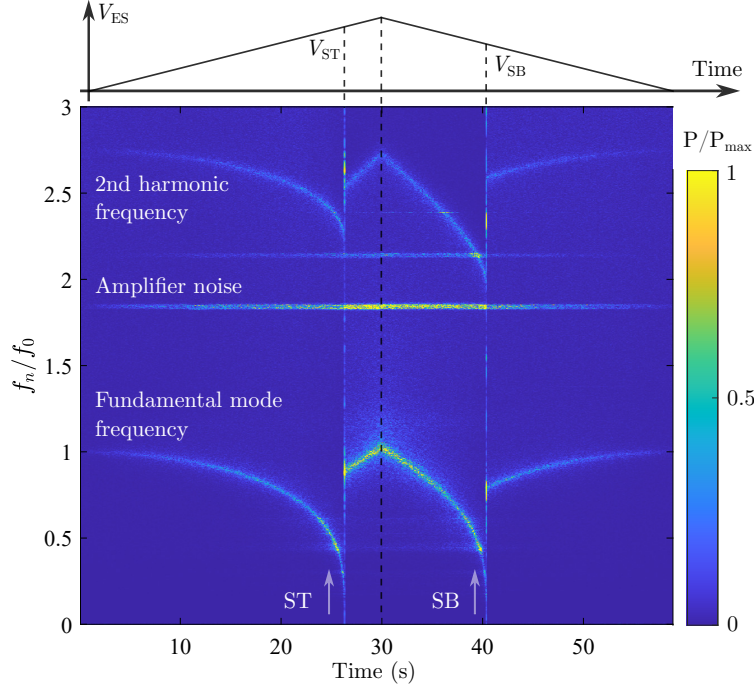 V_ES
V_ST
V_SB
Time
3
P/P_max
2.5
2nd harmonic
frequency
1
2
Amplifier noise
1.5
f_n/f_0
0.5
Fundamental mode
frequency
1
0.5
ST
SB
0
0
10
20
30
40
50
Time (s)